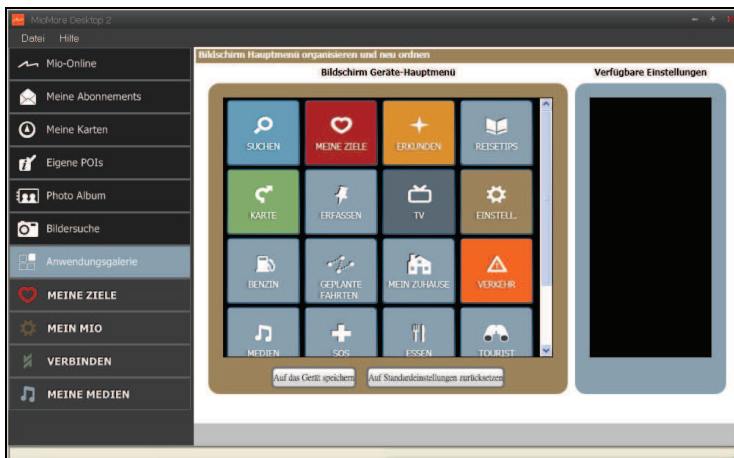 MioMore Desktop 2
Datei Hilfe
Mio-Online
Meine Abonnements
Meine Karten
Eigene POIs
Photo Album
Bildersuche
Anwendungsgalerie
MEINE ZIELE
MEIN MIO
VERBINDEN
MEINE MEDIEN
Bildschirm Hauptmenü organisieren und neu ordnen
Bildschirm Geräte-Hauptmenü
Verfügbare Einstellungen
SUCHEN
MEINE ZIELE
ERKUNDEN
REISETIPS
KARTE
ERFASSEN
TV
EINSTELL.
BENZIN
GEPLANTE
FAHRTEN
MEIN ZUHAUSE
VERKEHR
MEDIEN
SOS
ESSEN
TOURIST
Auf das Gerät speichern
Auf Standardeinstellungen zurücksetzen